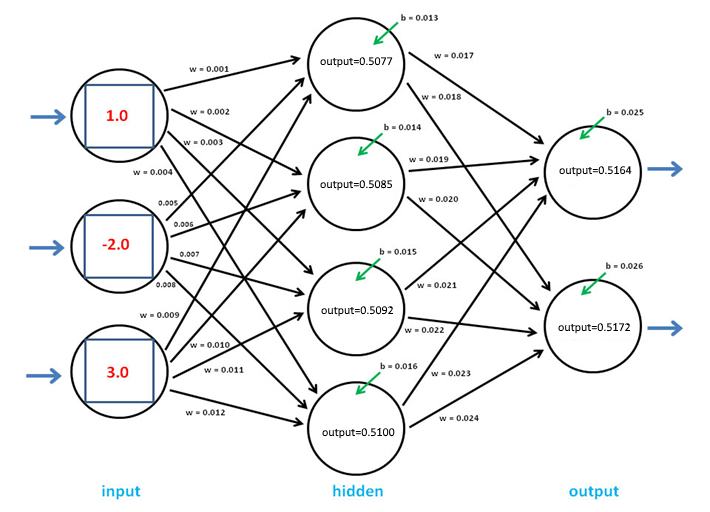 b = 0.013
w = 0.017
output=0.5077
w = 0.001
w = 0.018
1.0
w = 0.002
b = 0.025
b = 0.014
w = 0.003
w = 0.019
output=0.5164
w = 0.004
output=0.5085
0.005
w = 0.020
0.006
-2.0
b = 0.015
0.007
b = 0.026
0.008
w = 0.021
output=0.5092
w = 0.009
w = 0.022
output=0.5172
w = 0.010
3.0
w = 0.011
b = 0.016
w = 0.023
w = 0.012
w = 0.024
output=0.5100
input
hidden
output